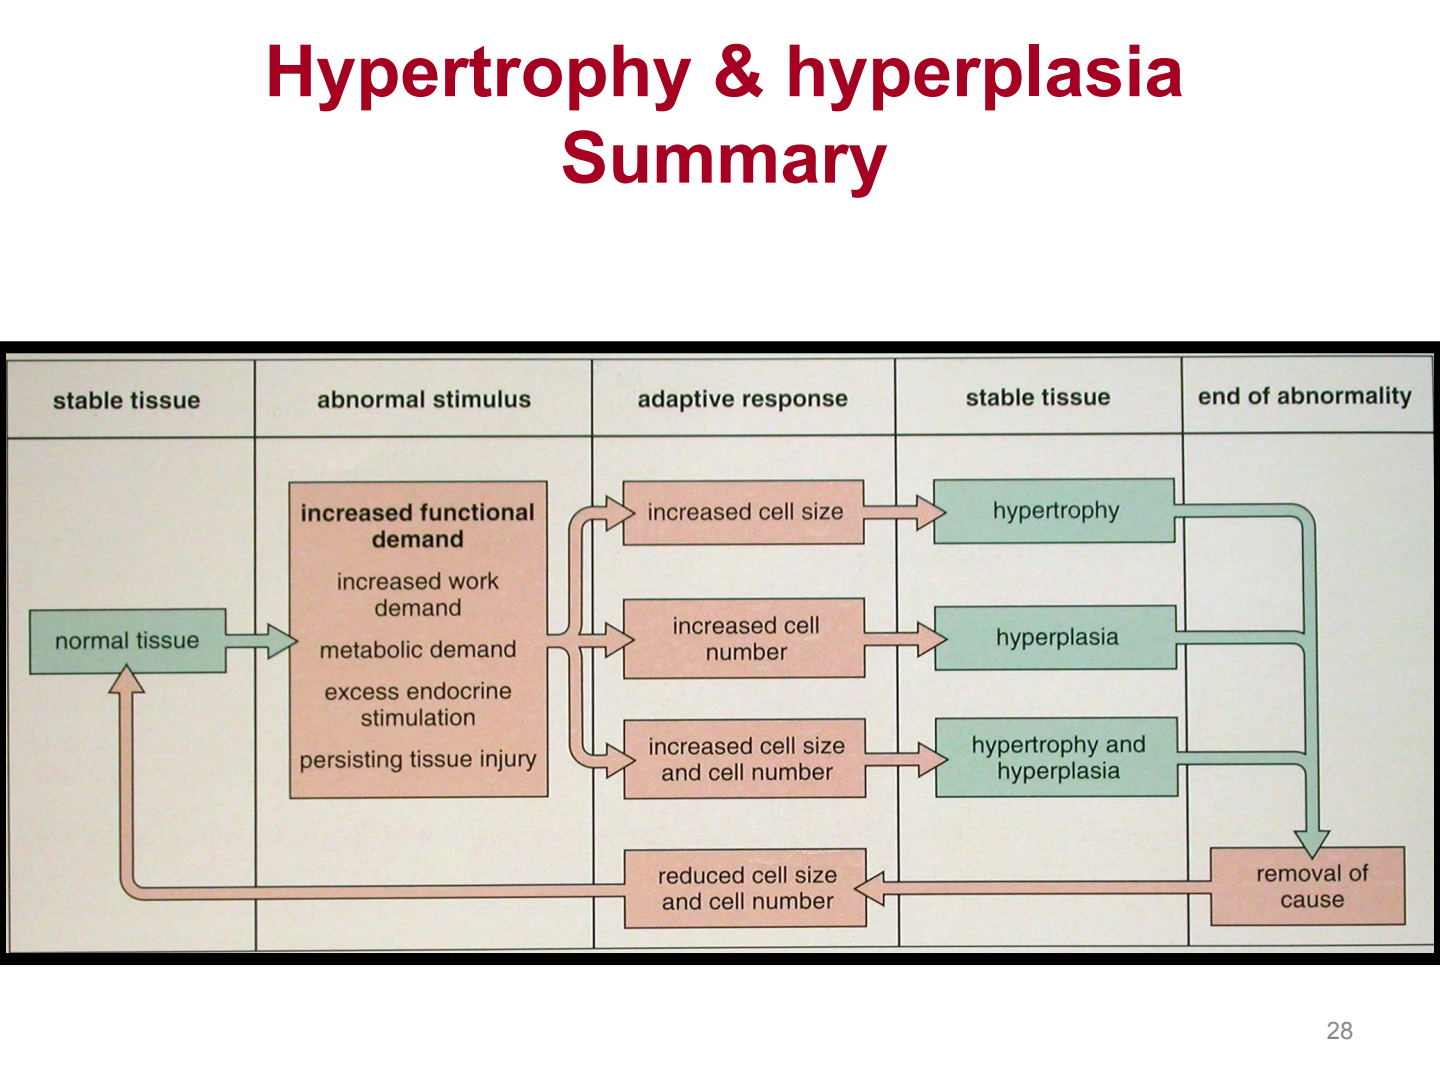 Hypertrophy & hyperplasia
Summary
stable tissue
abnormal stimulus
adaptive response
stable tissue
end of abnormality
normal tissue
increased functional
demand
increased work
demand
metabolic demand
excess endocrine
stimulation
persisting tissue injury
increased cell size
increased cell
number
increased cell size
and cell number
reduced cell size
and cell number
hypertrophy
hyperplasia
hypertrophy and
hyperplasia
removal of
cause
28